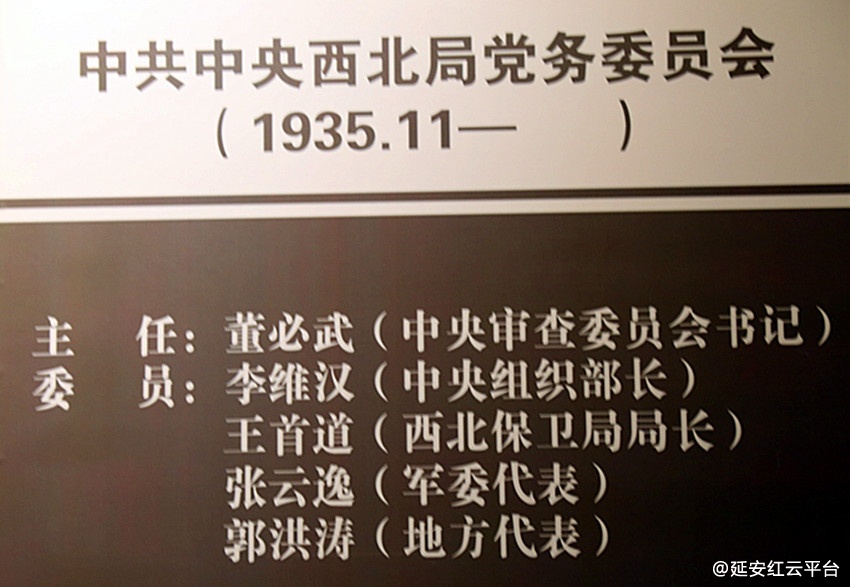 中共中央西北局党务委员会
（1935.11—　　）
主　任：董必武（中央审查委员会书记）
委　员：李维汉（中央组织部长）
王首道（西北保卫局局长）
张云逸（军委代表）
郭洪涛（地方代表）
@延安红云平台